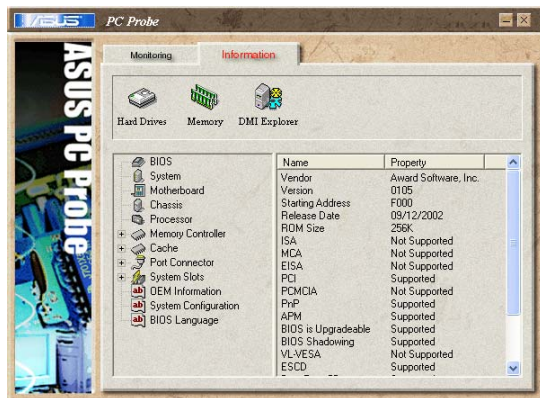 ASUS PC Probe
Monitoring Information
Hard Drives Memory DMI Explorer
ASUS PC Probe
BIOS
System
Motherboard
Chassis
Processor
Memory Controller
Cache
Port Connector
System Slots
OEM Information
System Configuration
BIOS Language
Name Property
Vendor Award Software, Inc.
Version 0105
Starting Address F000
Release Date 09/12/2002
ROM Size 256K
ISA Not Supported
MCA Not Supported
EISA Not Supported
PCI Supported
PCMCIA Not Supported
PnP Supported
APM Supported
BIOS is Upgradeable Supported
BIOS Shadowing Supported
VL-VESA Not Supported
ESCD Supported